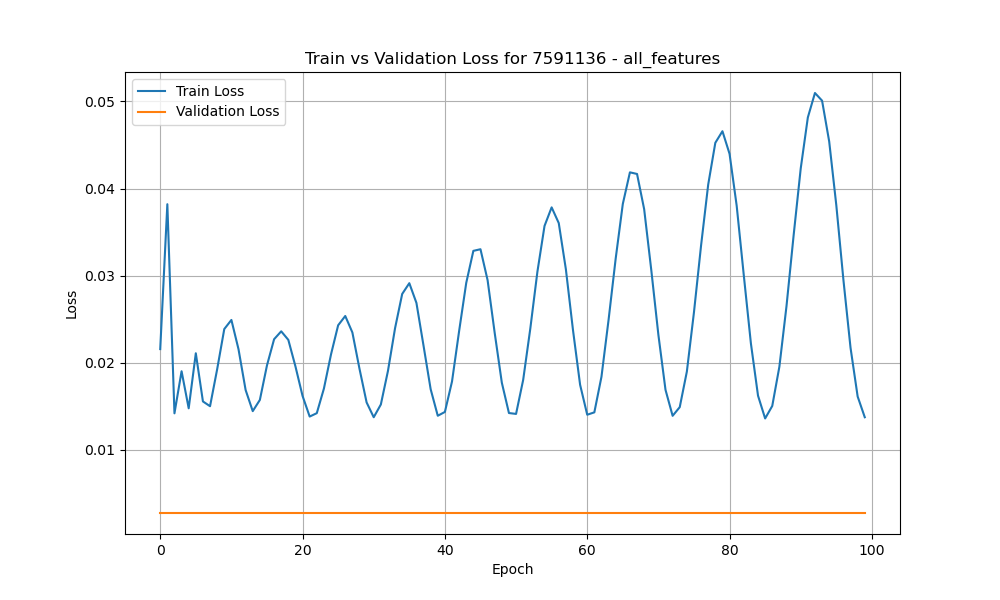 Train vs Validation Loss for 7591136 - all_features
Train Loss
Validation Loss
0.05
0.04
0.03
0.02
0.01
Loss
0 20 40 60 80 100
Epoch